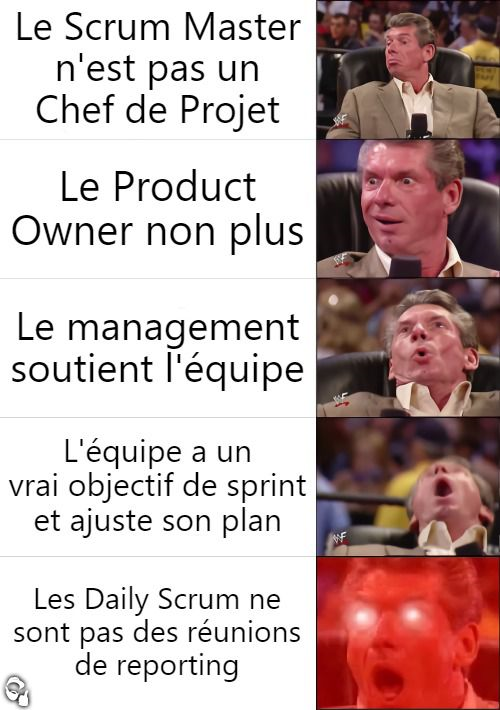 Le Scrum Master
n'est pas un
Chef de Projet
Le Product
Owner non plus
Le management
soutient l'équipe
L'équipe a un
vrai objectif de sprint
et ajuste son plan
Les Daily Scrum ne
sont pas des réunions
de reporting